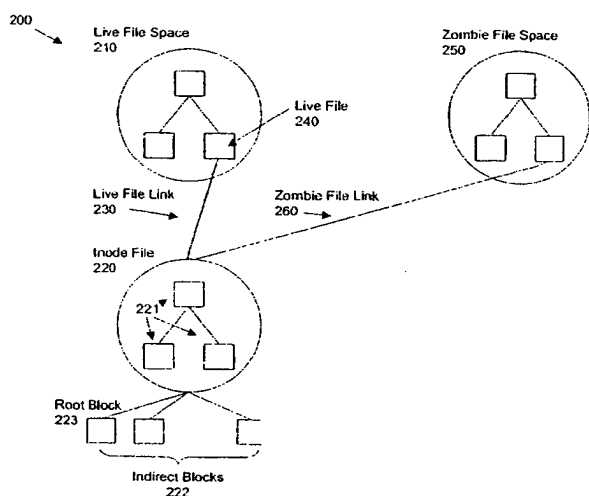 200
Live File Space
210
Zombie File Space
250
Live File
240
Live File Link
230
Zombie File Link
260
Inode File
220
221
Root Block
223
Indirect Blocks
222